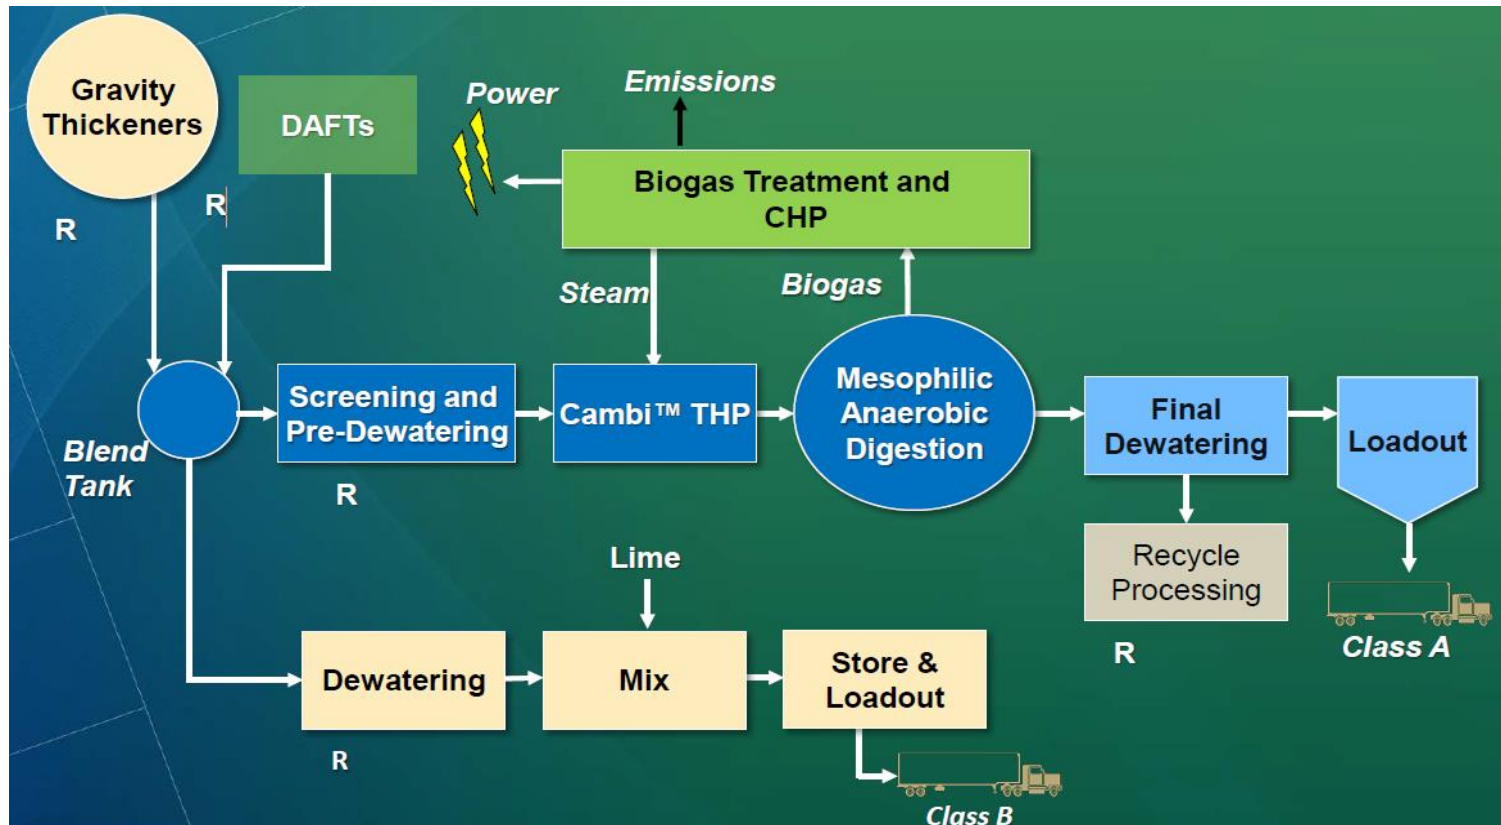 Gravity
Thickeners
DAFTs
Power
Emissions
Biogas Treatment and
CHP
R
R
Steam
Biogas
Blend
Tank
Screening and
Pre-Dewatering
Cambi™ THP
Mesophilic
Anaerobic
Digestion
Final
Dewatering
Loadout
R
Recycle
Processing
R
Class A
Lime
Dewatering
Mix
Store &
Loadout
R
Class B